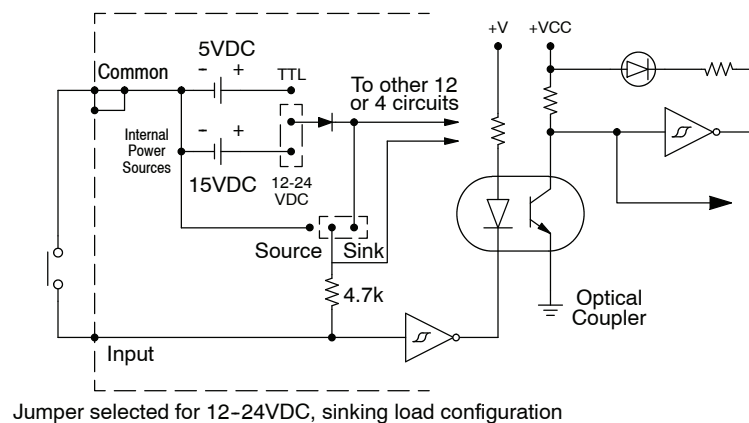 5VDC
+V
+VCC
Common
- +
TTL
To other 12
or 4 circuits
Internal
Power
Sources
- +
15VDC
12-24
VDC
Source
Sink
4.7k
Optical
Coupler
Input
Jumper selected for 12-24VDC, sinking load configuration